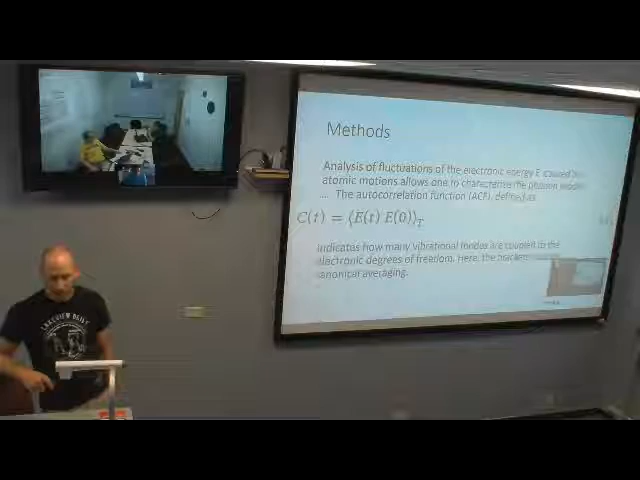 Methods
Analysis of fluctuations of the electronic energy E caused by
atomic motions allows one to characterize the phonon modes
... The autocorrelation function (ACF), defined as
C(t) = ⟨E(t) E(0)⟩_T
Indicates how many vibrational modes are coupled to the
electronic degrees of freedom. Here, the brackets
canonical averaging.